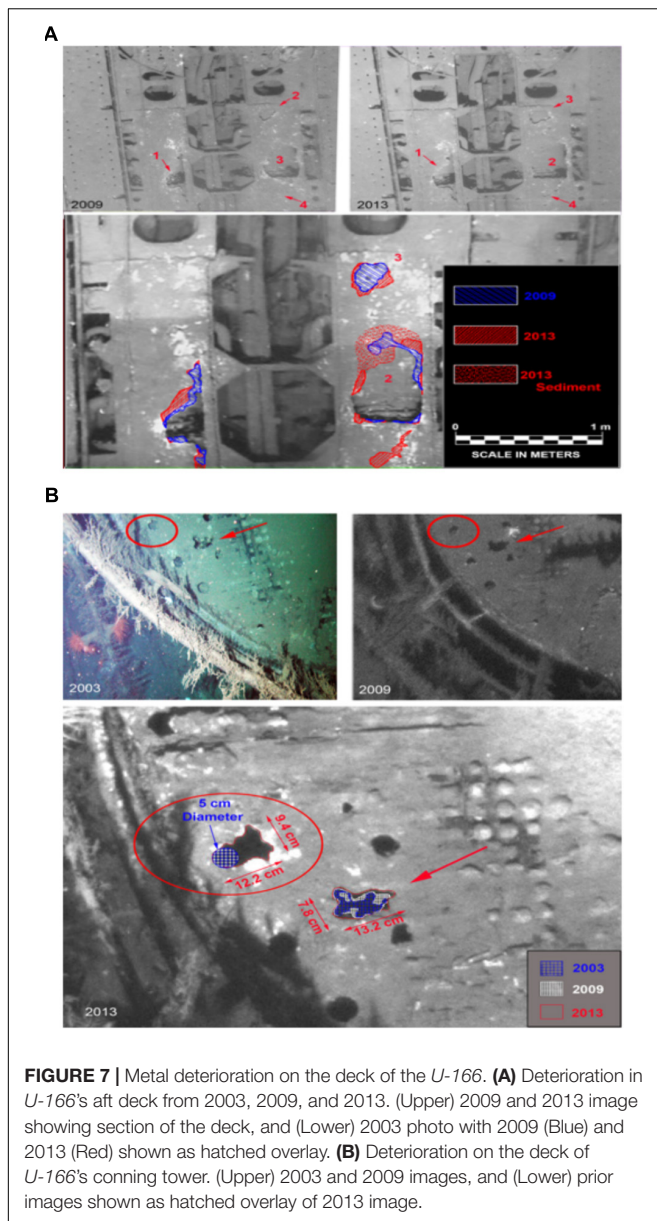 A
2
3
1
3
1
2
4
4
2009
2013
3
2
2009
2013
2013
Sediment
0
1 m
SCALE IN METERS
B
2003
2009
5 cm
Diameter
9.4 cm
12.2 cm
7.8 cm
13.2 cm
2003
2009
2013
2013
FIGURE 7 | Metal deterioration on the deck of the U-166. (A) Deterioration in
U-166's aft deck from 2003, 2009, and 2013. (Upper) 2009 and 2013 image
showing section of the deck, and (Lower) 2003 photo with 2009 (Blue) and
2013 (Red) shown as hatched overlay. (B) Deterioration on the deck of
U-166's conning tower. (Upper) 2003 and 2009 images, and (Lower) prior
images shown as hatched overlay of 2013 image.